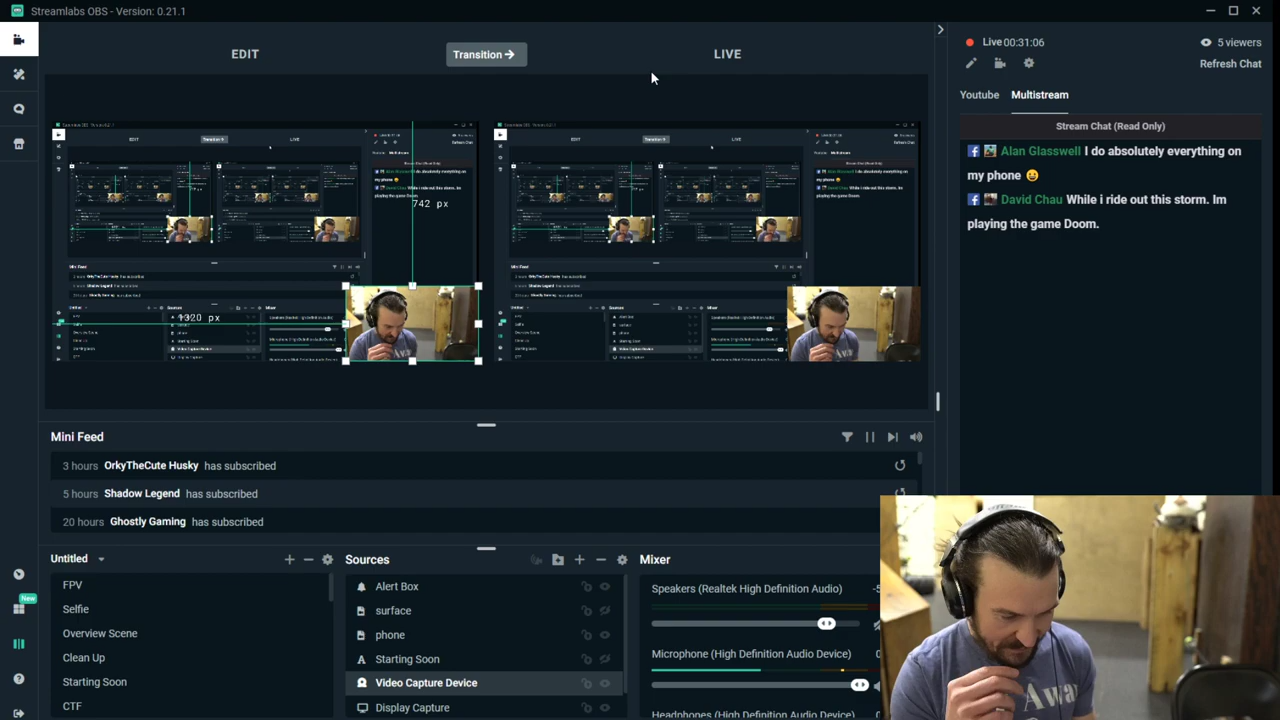 Streamlabs OBS - Version: 0.21.1
EDIT
Transition
LIVE
Live 00:31:06
5 viewers
Refresh Chat
Youtube
Multistream
Stream Chat (Read Only)
Alan Glasswell I do absolutely everything on
my phone 😀
David Chau While i ride out this storm. Im
playing the game Doom.
742 px
1320 px
Mini Feed
3 hours OrkyTheCute Husky has subscribed
5 hours Shadow Legend has subscribed
20 hours Ghostly Gaming has subscribed
New
Untitled
FPV
Selfie
Overview Scene
Clean Up
Starting Soon
CTF
Sources
Alert Box
surface
phone
Starting Soon
Video Capture Device
Display Capture
Mixer
Speakers (Realtek High Definition Audio)
Microphone (High Definition Audio Device)
Headphones (High Definition Audio Device)